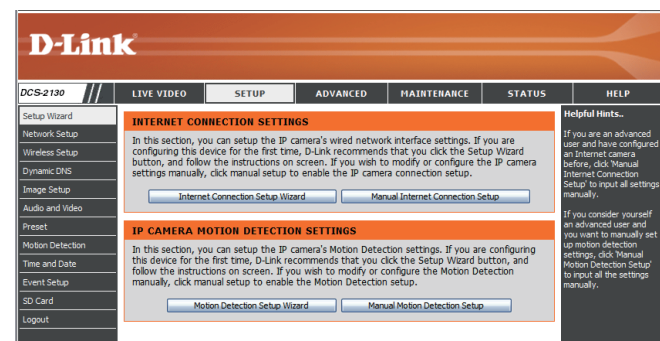 D-Link
DCS-2130
LIVE VIDEO
SETUP
ADVANCED
MAINTENANCE
STATUS
HELP
Setup Wizard
Network Setup
Wireless Setup
Dynamic DNS
Image Setup
Audio and Video
Preset
Motion Detection
Time and Date
Event Setup
SD Card
Logout
INTERNET CONNECTION SETTINGS
In this section, you can setup the IP camera's wired network interface settings. If you are
configuring this device for the first time, D-Link recommends that you click the Setup Wizard
button, and follow the instructions on screen. If you wish to modify or configure the IP camera
settings manually, click manual setup to enable the IP camera connection setup.
Internet Connection Setup Wizard
Manual Internet Connection Setup
IP CAMERA MOTION DETECTION SETTINGS
In this section, you can setup the IP camera's Motion Detection settings. If you are configuring
this device for the first time, D-Link recommends that you click the Setup Wizard button, and
follow the instructions on screen. If you wish to modify or configure the Motion Detection
manually, click manual setup to enable the Motion Detection setup.
Motion Detection Setup Wizard
Manual Motion Detection Setup
Helpful Hints..
If you are an advanced
user and have configured
an Internet camera
before, click 'Manual
Internet Connection
Setup' to input all settings
manually.
If you consider yourself
an advanced user and
you want to manually set
up motion detection
settings, click 'Manual
Motion Detection Setup'
to input all the settings
manually.